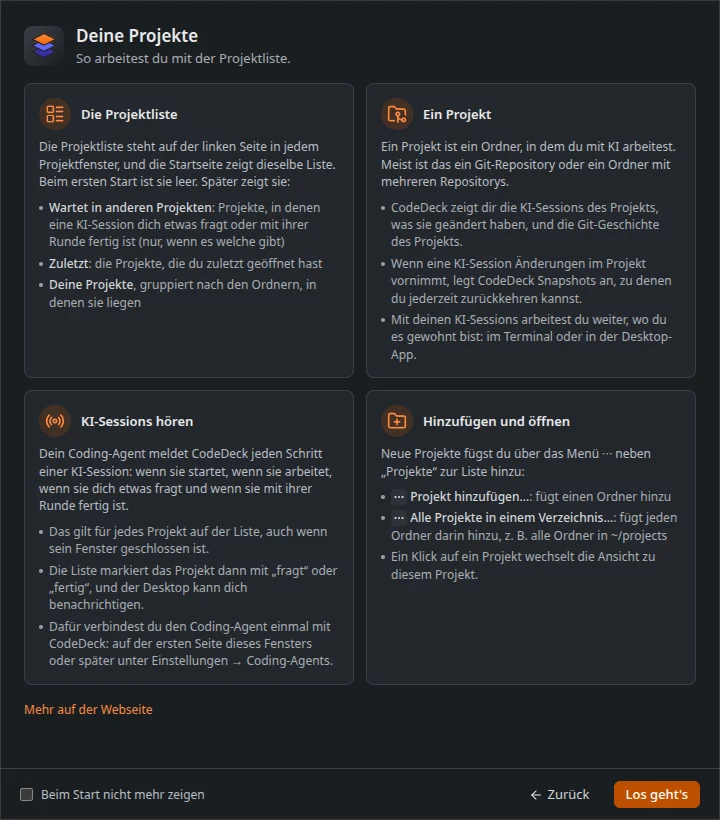 Deine Projekte
So arbeitest du mit der Projektliste.
Die Projektliste
Die Projektliste steht auf der linken Seite in jedem
Projektfenster, und die Startseite zeigt dieselbe Liste.
Beim ersten Start ist sie leer. Später zeigt sie:
• Wartet in anderen Projekten: Projekte, in denen
eine KI-Session dich etwas fragt oder mit ihrer
Runde fertig ist (nur, wenn es welche gibt)
• Zuletzt: die Projekte, die du zuletzt geöffnet hast
• Deine Projekte, gruppiert nach den Ordnern, in
denen sie liegen
Ein Projekt
Ein Projekt ist ein Ordner, in dem du mit KI arbeitest.
Meist ist das ein Git-Repository oder ein Ordner mit
mehreren Repositorys.
• CodeDeck zeigt dir die KI-Sessions des Projekts,
was sie geändert haben, und die Git-Geschichte
des Projekts.
• Wenn eine KI-Session Änderungen im Projekt
vornimmt, legt CodeDeck Snapshots an, zu denen
du jederzeit zurückkehren kannst.
• Mit deinen KI-Sessions arbeitest du weiter, wo du
es gewohnt bist: im Terminal oder in der Desktop-
App.
KI-Sessions hören
Dein Coding-Agent meldet CodeDeck jeden Schritt
einer KI-Session: wenn sie startet, wenn sie arbeitet,
wenn sie dich etwas fragt und wenn sie mit ihrer
Runde fertig ist.
• Das gilt für jedes Projekt auf der Liste, auch wenn
sein Fenster geschlossen ist.
• Die Liste markiert das Projekt dann mit „fragt“ oder
„fertig“, und der Desktop kann dich
benachrichtigen.
• Dafür verbindest du den Coding-Agent einmal mit
CodeDeck: auf der ersten Seite dieses Fensters
oder später unter Einstellungen → Coding-Agents.
Hinzufügen und öffnen
Neue Projekte fügst du über das Menü ··· neben
„Projekte“ zur Liste hinzu:
• ··· Projekt hinzufügen…: fügt einen Ordner hinzu
• ··· Alle Projekte in einem Verzeichnis…: fügt jeden
Ordner darin hinzu, z. B. alle Ordner in ~/projects
• Ein Klick auf ein Projekt wechselt die Ansicht zu
diesem Projekt.
Mehr auf der Webseite
Beim Start nicht mehr zeigen
← Zurück
Los geht's